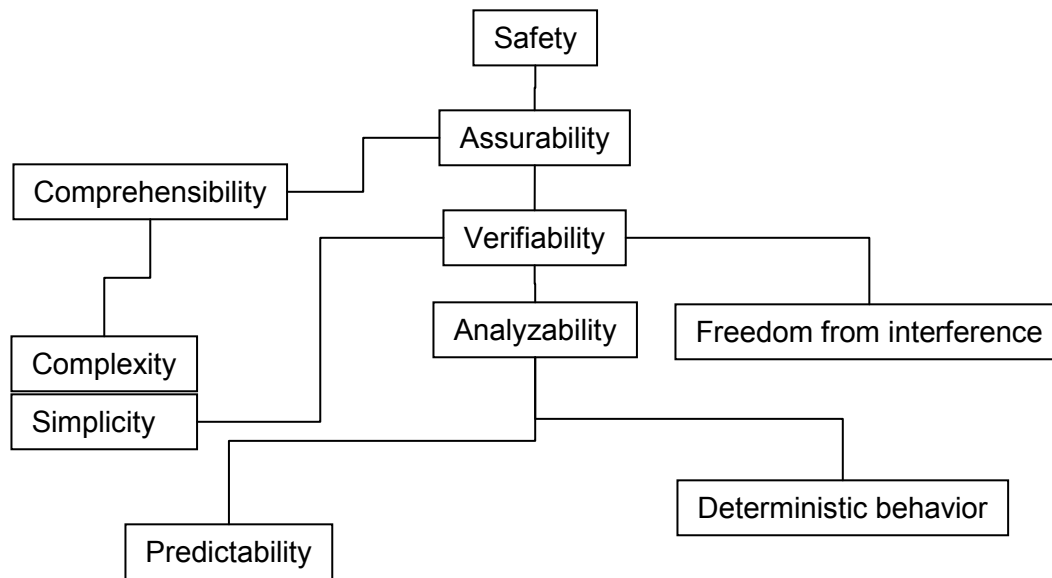 Safety
Assurability
Comprehensibility
Verifiability
Analyzability
Freedom from interference
Complexity
Simplicity
Deterministic behavior
Predictability